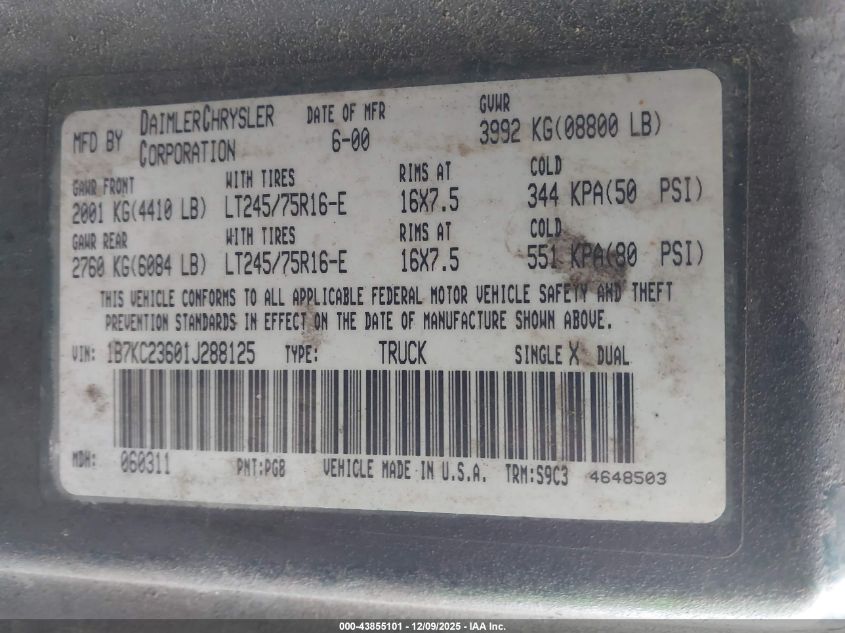 MFD BY DAIMLERCHRYSLER CORPORATION DATE OF MFR 6-00 GVWR 3992 KG(08800 LB)
GAWR FRONT WITH TIRES RIMS AT COLD
2001 KG(4410 LB) LT245/75R16-E 16X7.5 344 KPA(50 PSI)
GAWR REAR WITH TIRES RIMS AT COLD
2760 KG(6084 LB) LT245/75R16-E 16X7.5 551 KPA(80 PSI)
THIS VEHICLE CONFORMS TO ALL APPLICABLE FEDERAL MOTOR VEHICLE SAFETY AND THEFT
PREVENTION STANDARDS IN EFFECT ON THE DATE OF MANUFACTURE SHOWN ABOVE.
VIN: 1B7KC23601J288125 TYPE: TRUCK SINGLE X DUAL
MDH: 060311 PNT:PGB VEHICLE MADE IN U.S.A. TRM:S9C3 4648503
000-43855101 - 12/09/2025 - IAA Inc.